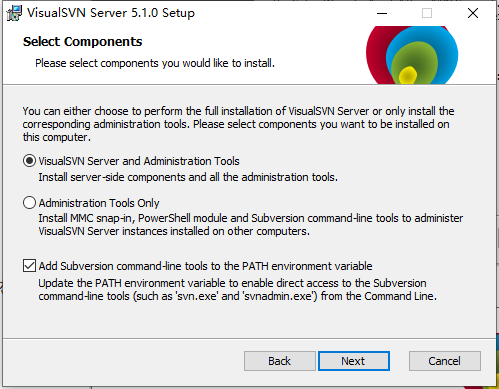 VisualSVN Server 5.1.0 Setup
Select Components
Please select components you would like to install.
You can either choose to perform the full installation of VisualSVN Server or only install the
corresponding administration tools. Please select components you want to be installed on
this computer.
VisualSVN Server and Administration Tools
Install server-side components and all the administration tools.
Administration Tools Only
Install MMC snap-in, PowerShell module and Subversion command-line tools to administer
VisualSVN Server instances installed on other computers.
Add Subversion command-line tools to the PATH environment variable
Update the PATH environment variable to enable direct access to the Subversion
command-line tools (such as 'svn.exe' and 'svnadmin.exe') from the Command Line.
Back
Next
Cancel